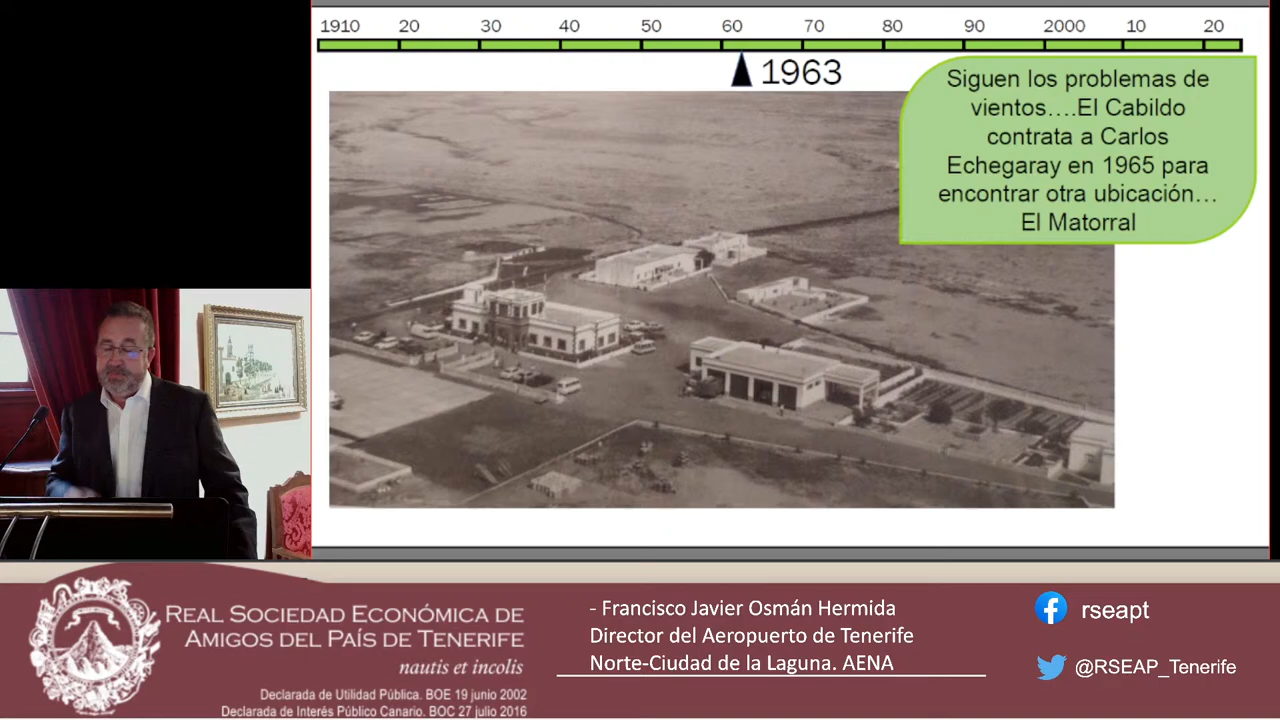 1910 20 30 40 50 60 70 80 90 2000 10 20
1963
Siguen los problemas de
vientos….El Cabildo
contrata a Carlos
Echegaray en 1965 para
encontrar otra ubicación…
El Matorral
REAL SOCIEDAD ECONÓMICA DE
AMIGOS DEL PAÍS DE TENERIFE
nautis et incolis
Declarada de Utilidad Pública. BOE 19 junio 2002
Declarada de Interés Público Canario. BOC 27 julio 2016
- Francisco Javier Osmán Hermida
Director del Aeropuerto de Tenerife
Norte-Ciudad de la Laguna. AENA
rseapt
@RSEAP_Tenerife